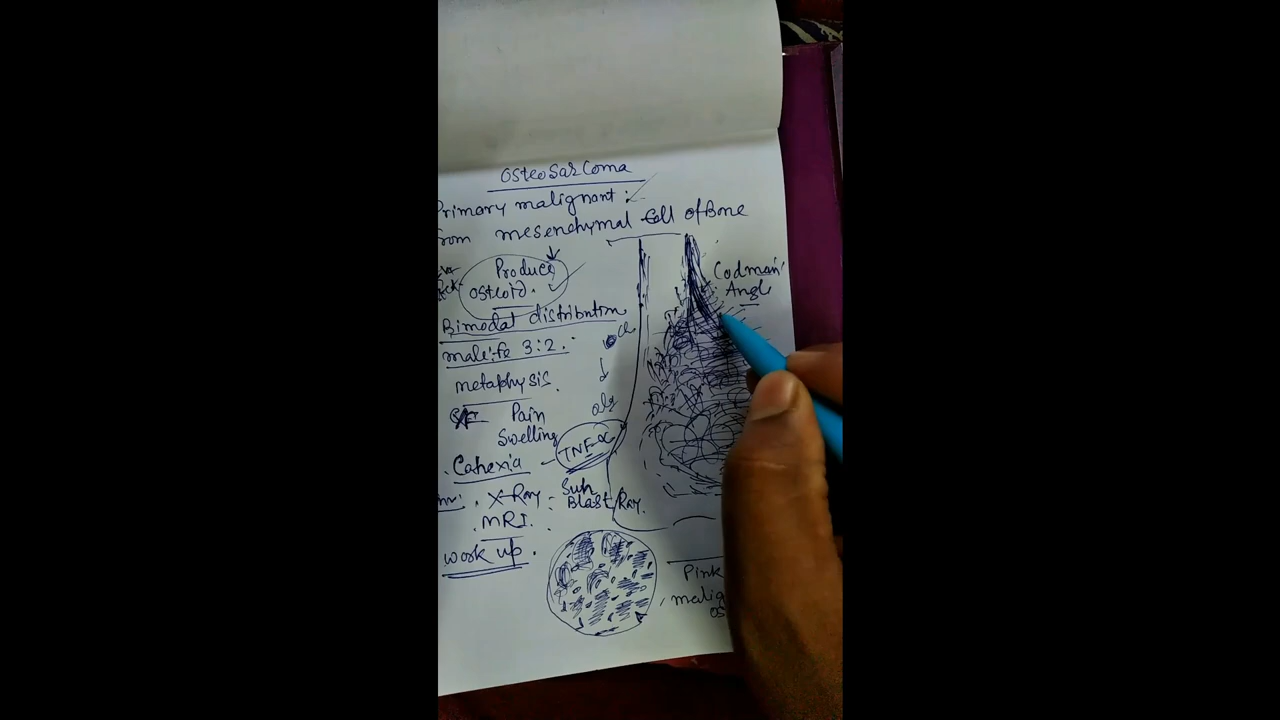 OsteoSarcoma
Primary malignant :
from mesenchymal Cell of Bone
Produce
osteoid.
Codman'
Angle
Bimodal distribution
male:fe 3:2.
metaphysis.
Pain
Swelling
TNF-α
. Cahexia
. X-Ray - Sun
Blast/Ray.
. MRI.
work up.
Pink
malig
os